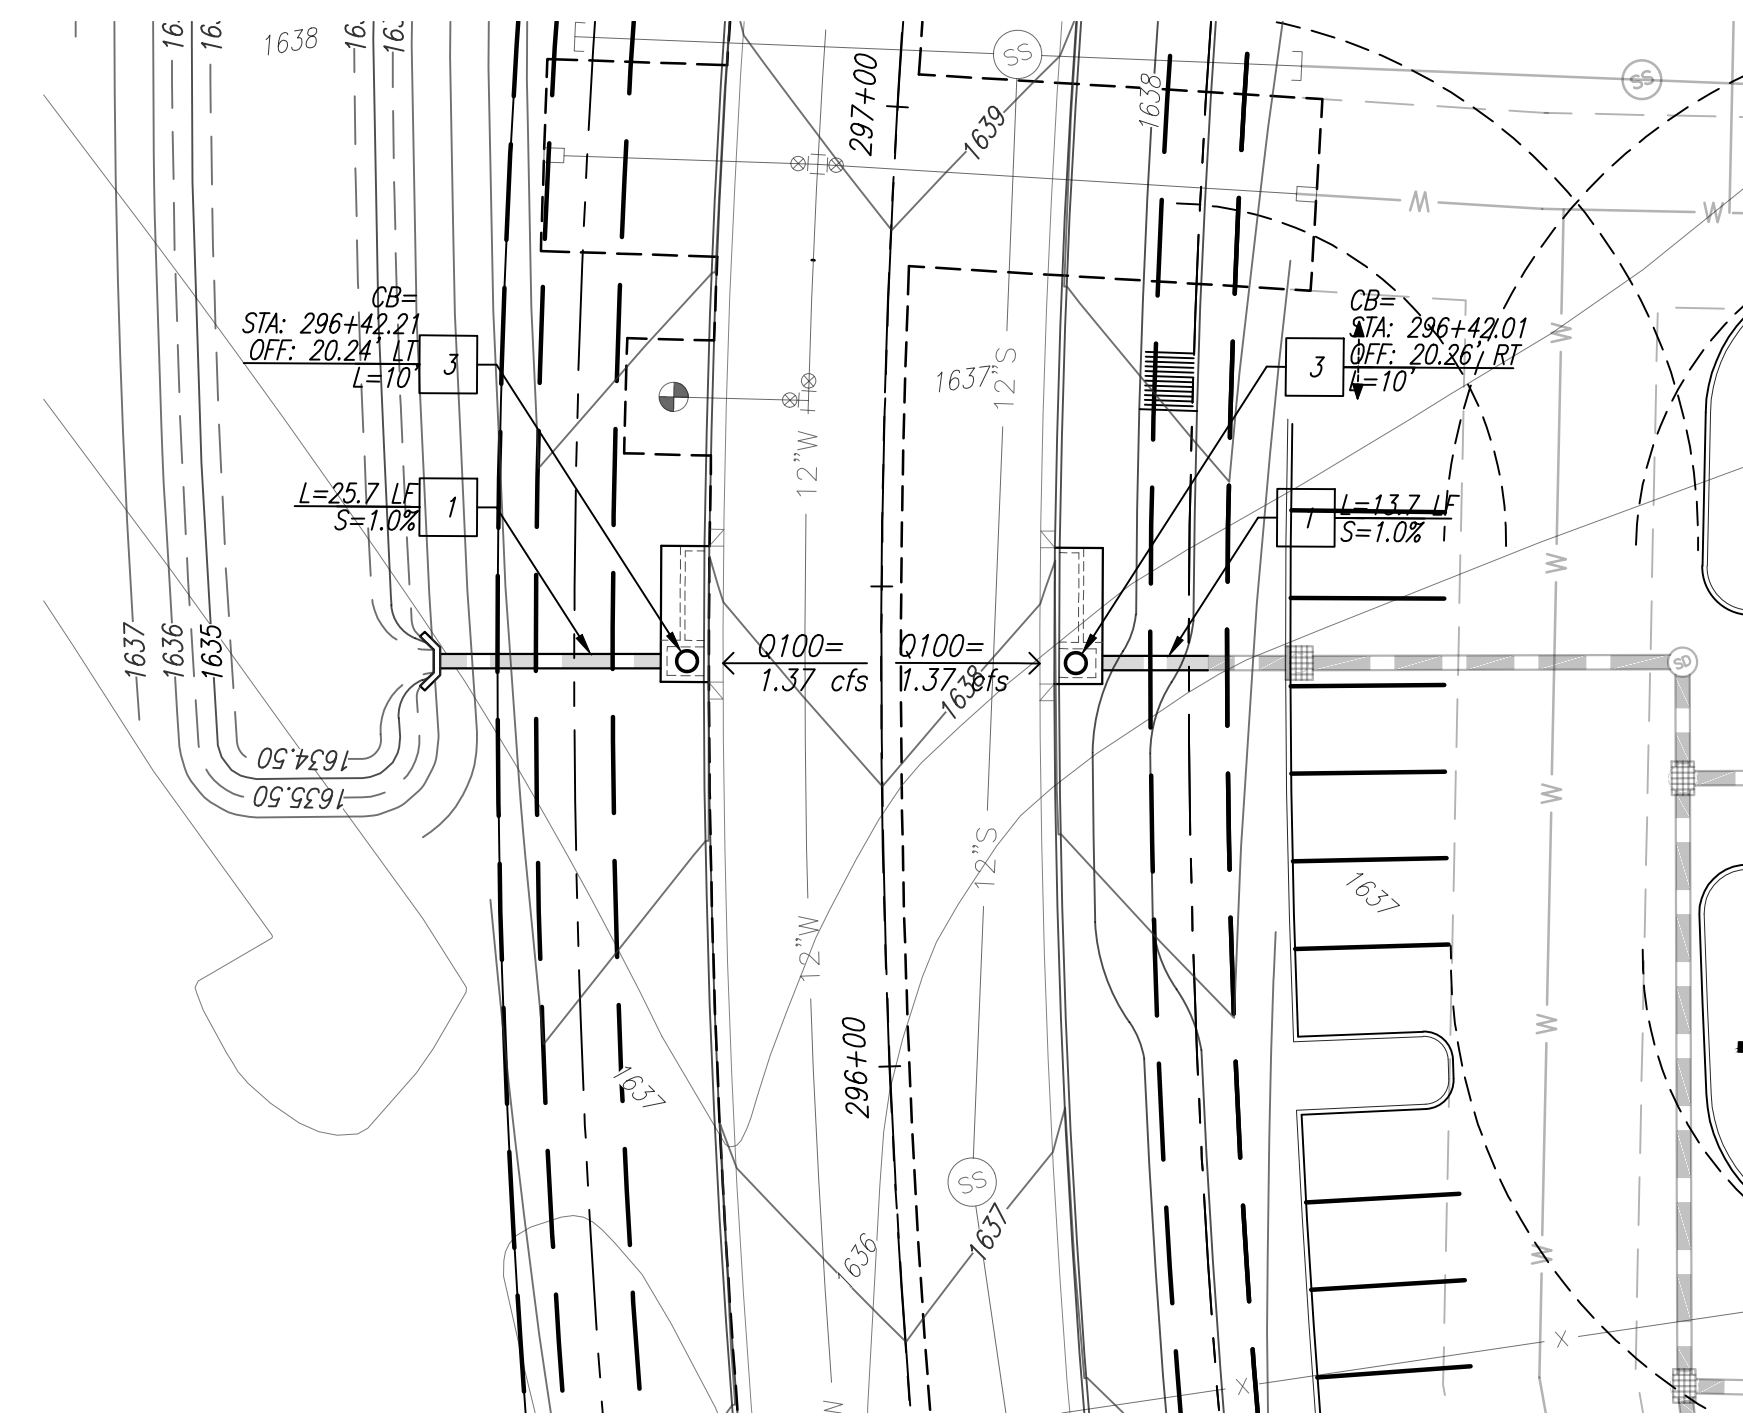 1638
SS
SS
297+00
1638
1639
W
W
CB=
STA: 296+42.21
OFF: 20.24' LT
L=10'
3
CB=
STA: 296+42.01
OFF: 20.26' RT
L=10'
3
W
1637
12"S
12"W
L=25.7 LF
S=1.0%
1
1
L=13.7 LF
S=1.0%
W
1637
1636
1635
Q100=
1.37 cfs
Q100=
1.37 cfs
1638
SD
1634.50
1635.50
W
12"S
1637
12"W
W
296+00
1637
SS
1637
1636
W
X
X
W